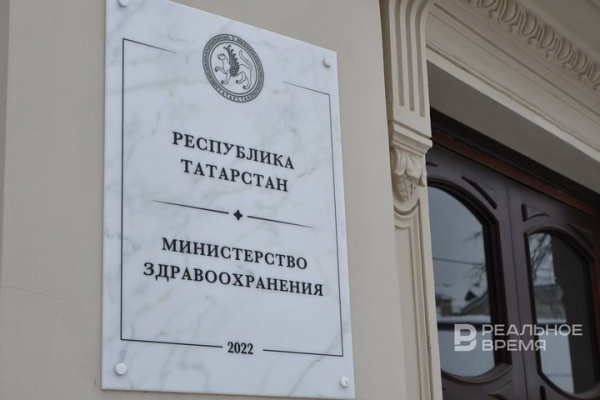 РЕСПУБЛИКА
ТАТАРСТАН
МИНИСТЕРСТВО
ЗДРАВООХРАНЕНИЯ
2022
РЕАЛЬНОЕ
ВРЕМЯ